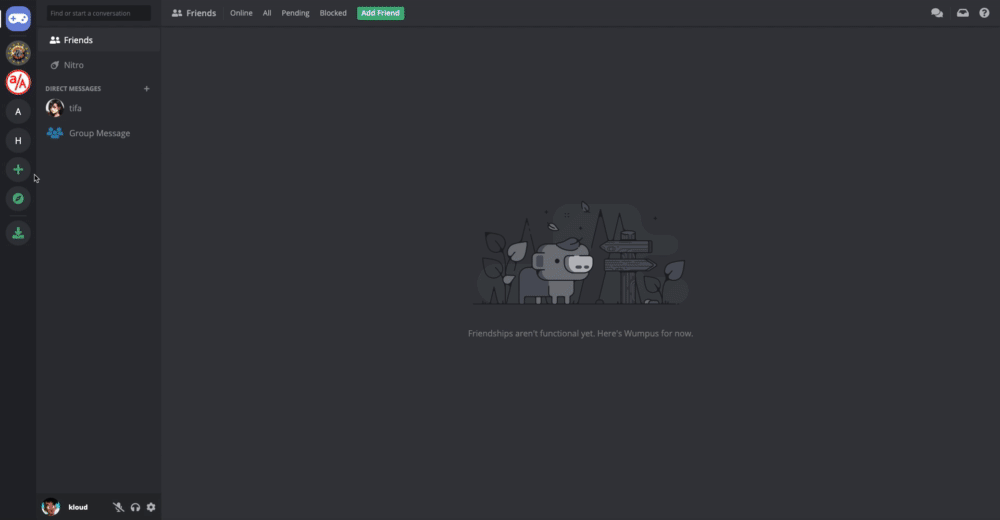 Find or start a conversation
Friends
Nitro
DIRECT MESSAGES
tifa
Group Message
a/A
A
H
kloud
Friends Online All Pending Blocked Add Friend
Friendships aren't functional yet. Here's Wumpus for now.